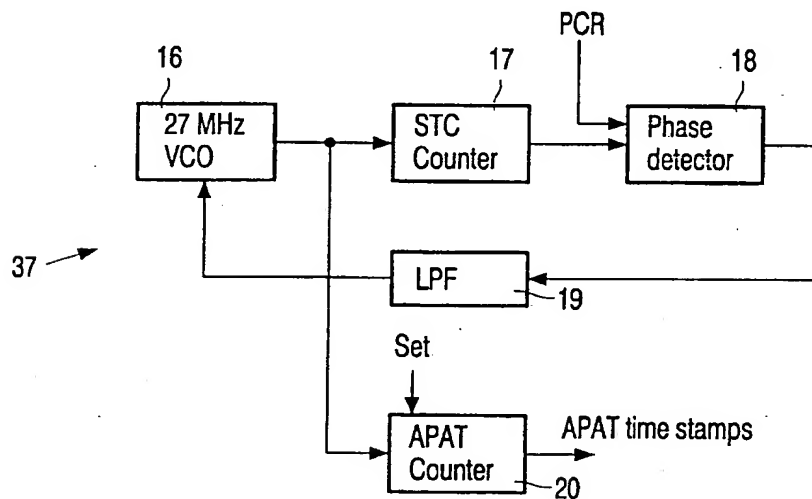 PCR
16
17
18
27 MHz
VCO
STC
Counter
Phase
detector
37
LPF
19
Set
APAT
Counter
APAT time stamps
20